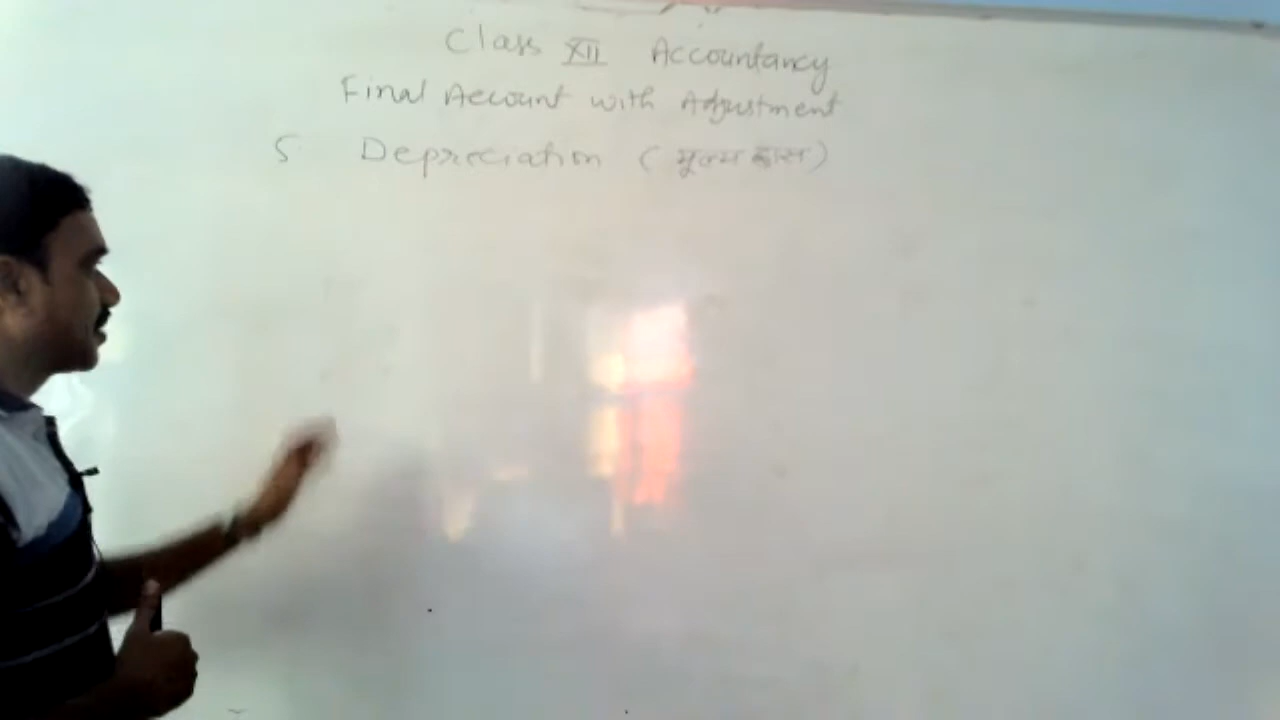 Class XII Accountancy
Final Account with Adjustment
5 Depreciation (मूल्य ह्रास)